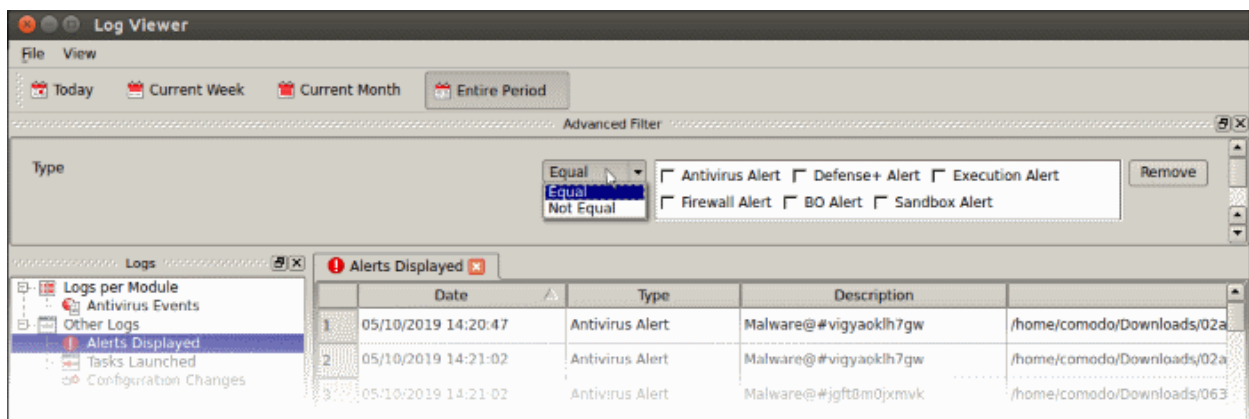 Log Viewer
File View
Today Current Week Current Month Entire Period
Advanced Filter
Type
Equal
Equal
Not Equal
Antivirus Alert Defense+ Alert Execution Alert
Firewall Alert BO Alert Sandbox Alert
Remove
Logs
Logs per Module
Antivirus Events
Other Logs
Alerts Displayed
Tasks Launched
Configuration Changes
Alerts Displayed
Date Type Description
1 05/10/2019 14:20:47 Antivirus Alert Malware@#vigyaoklh7gw /home/comodo/Downloads/02a
2 05/10/2019 14:21:02 Antivirus Alert Malware@#vigyaoklh7gw /home/comodo/Downloads/02a
3 05/10/2019 14:21:02 Antivirus Alert Malware@#jgft8m0jxmvk /home/comodo/Downloads/063